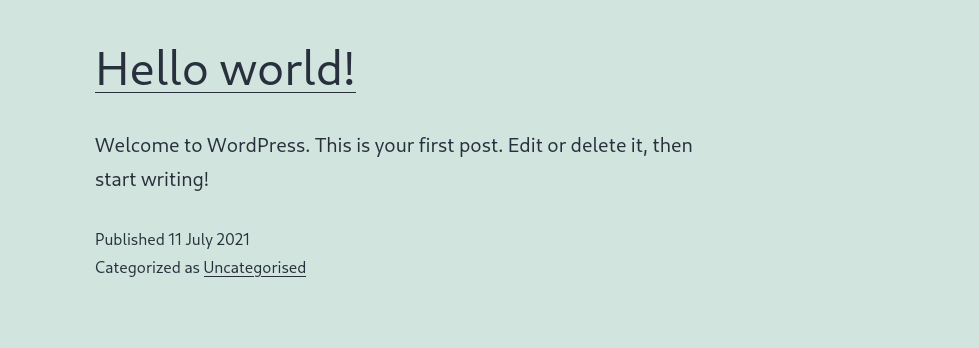 Hello world!
Welcome to WordPress. This is your first post. Edit or delete it, then
start writing!
Published 11 July 2021
Categorized as Uncategorised